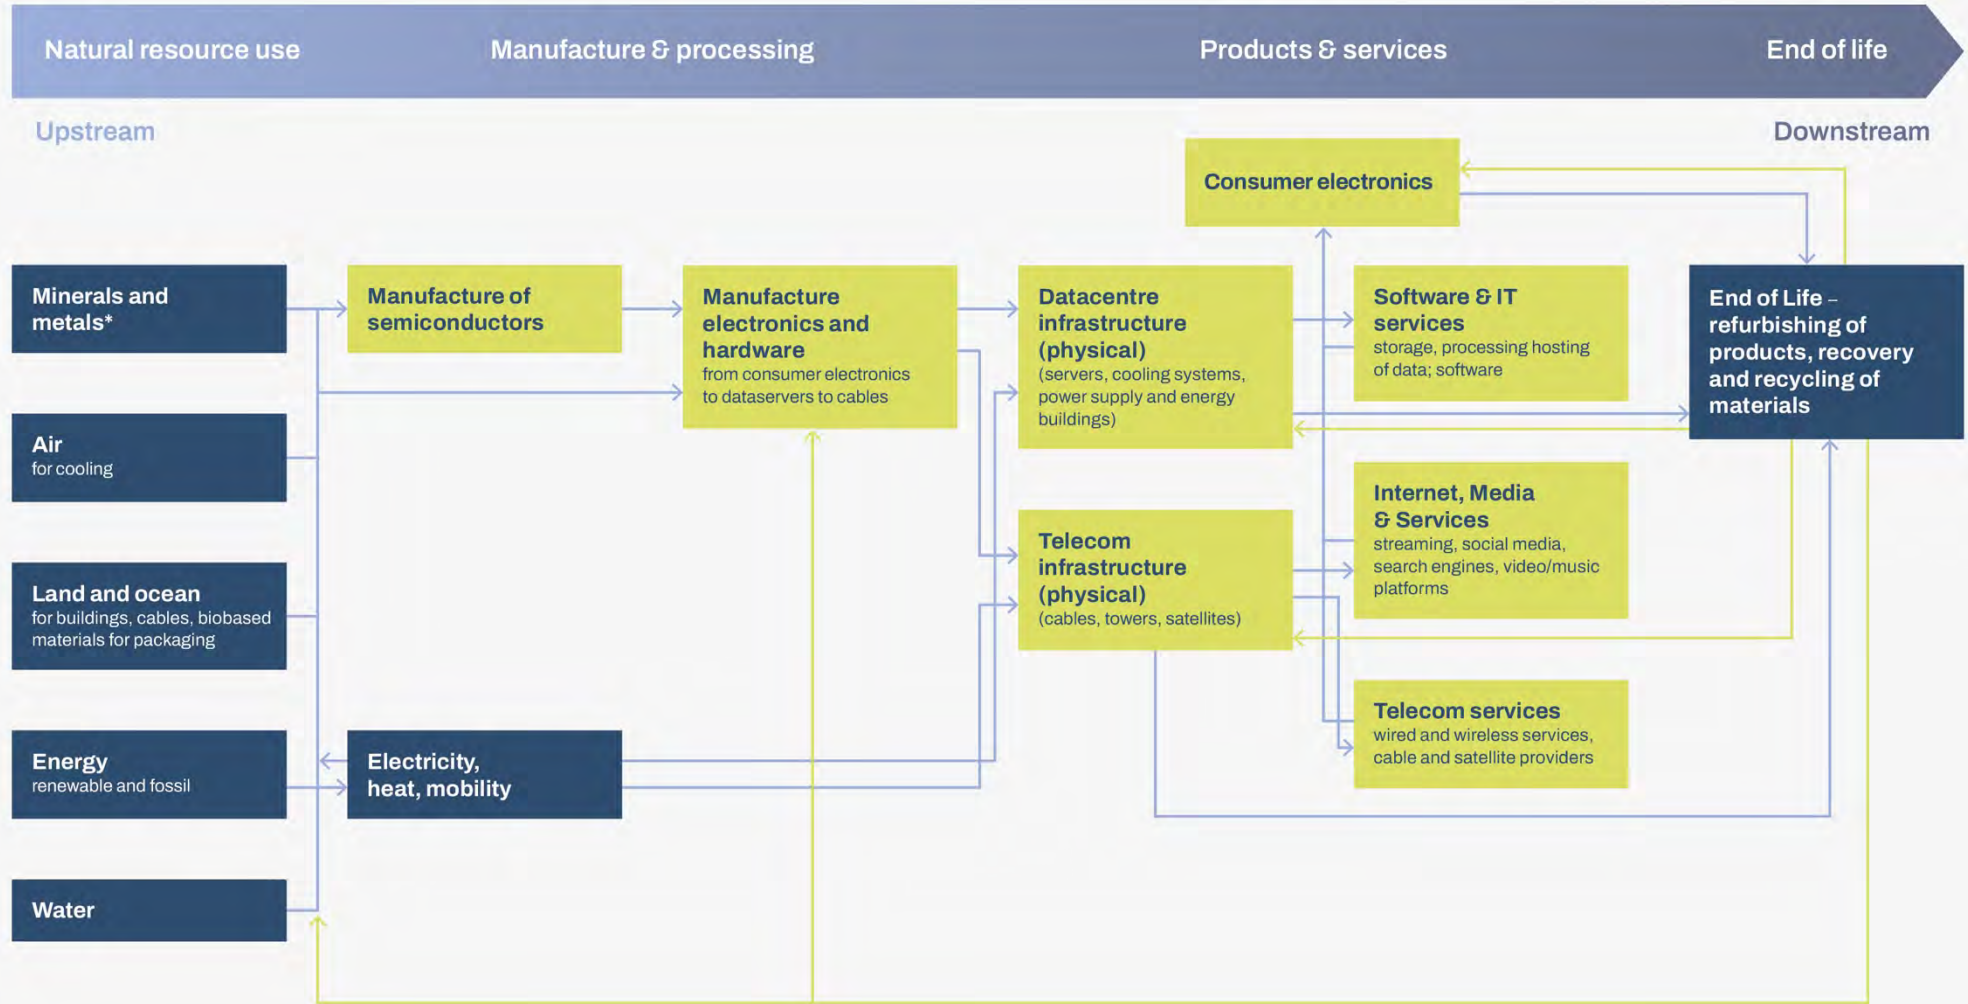 Natural resource use
Manufacture & processing
Products & services
End of life
Upstream
Downstream
Consumer electronics
Minerals and
metals*
Manufacture of
semiconductors
Manufacture
electronics and
hardware
from consumer electronics
to dataservers to cables
Datacentre
infrastructure
(physical)
(servers, cooling systems,
power supply and energy
buildings)
Software & IT
services
storage, processing hosting
of data; software
End of Life –
refurbishing of
products, recovery
and recycling of
materials
Air
for cooling
Internet, Media
& Services
streaming, social media,
search engines, video/music
platforms
Telecom
infrastructure
(physical)
(cables, towers, satellites)
Land and ocean
for buildings, cables, biobased
materials for packaging
Telecom services
wired and wireless services,
cable and satellite providers
Energy
renewable and fossil
Electricity,
heat, mobility
Water